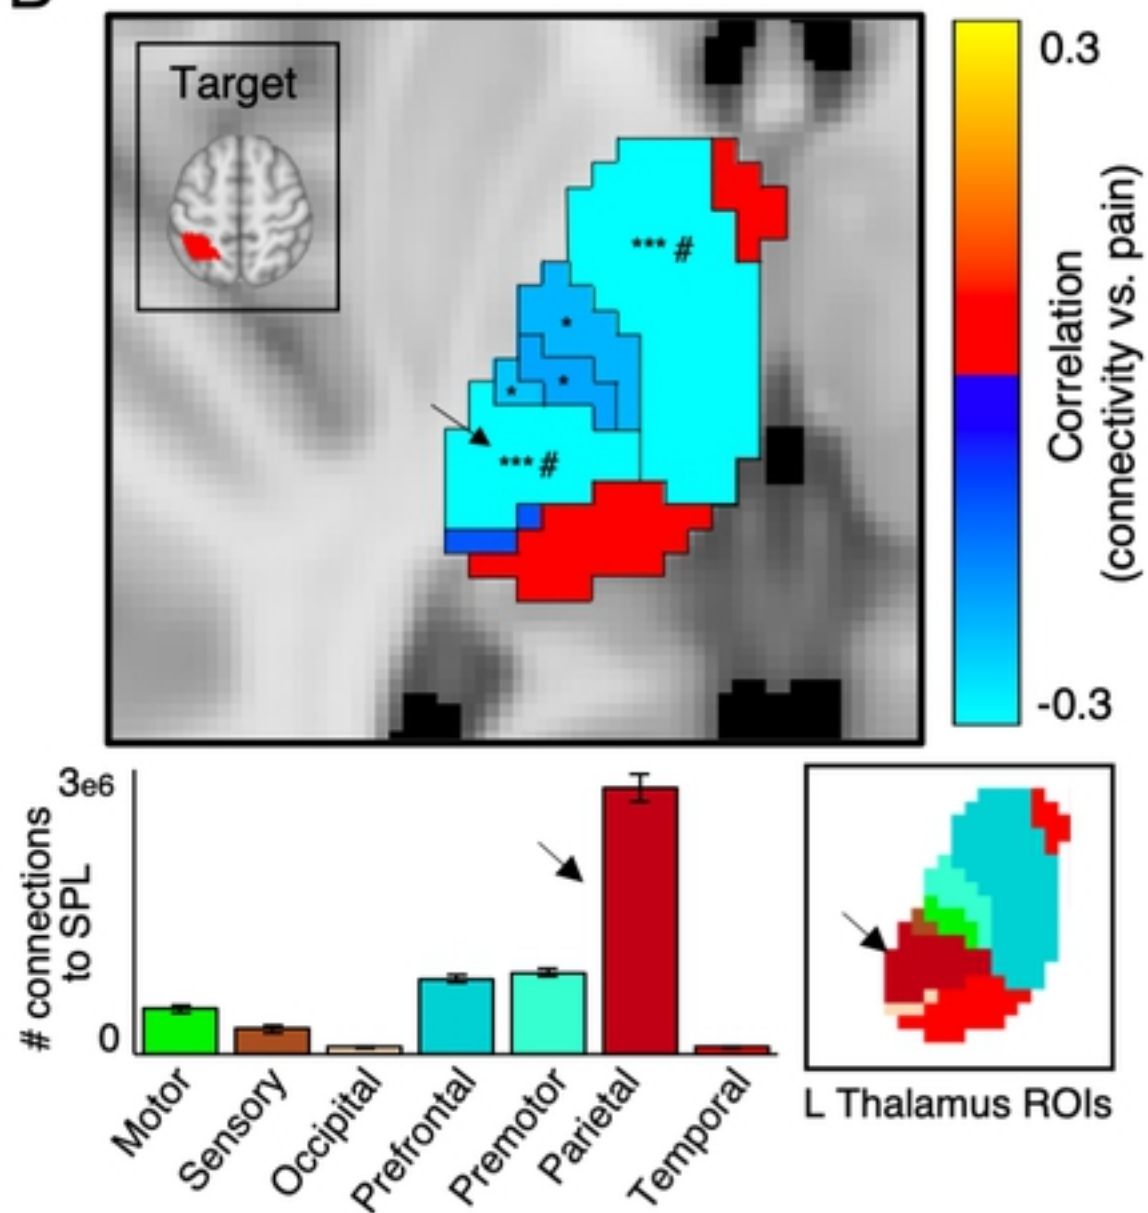 Target
0.3
*** #
*
*
*
*** #
Correlation
(connectivity vs. pain)
-0.3
3e6
# connections
to SPL
0
Motor
Sensory
Occipital
Prefrontal
Premotor
Parietal
Temporal
L Thalamus ROIs